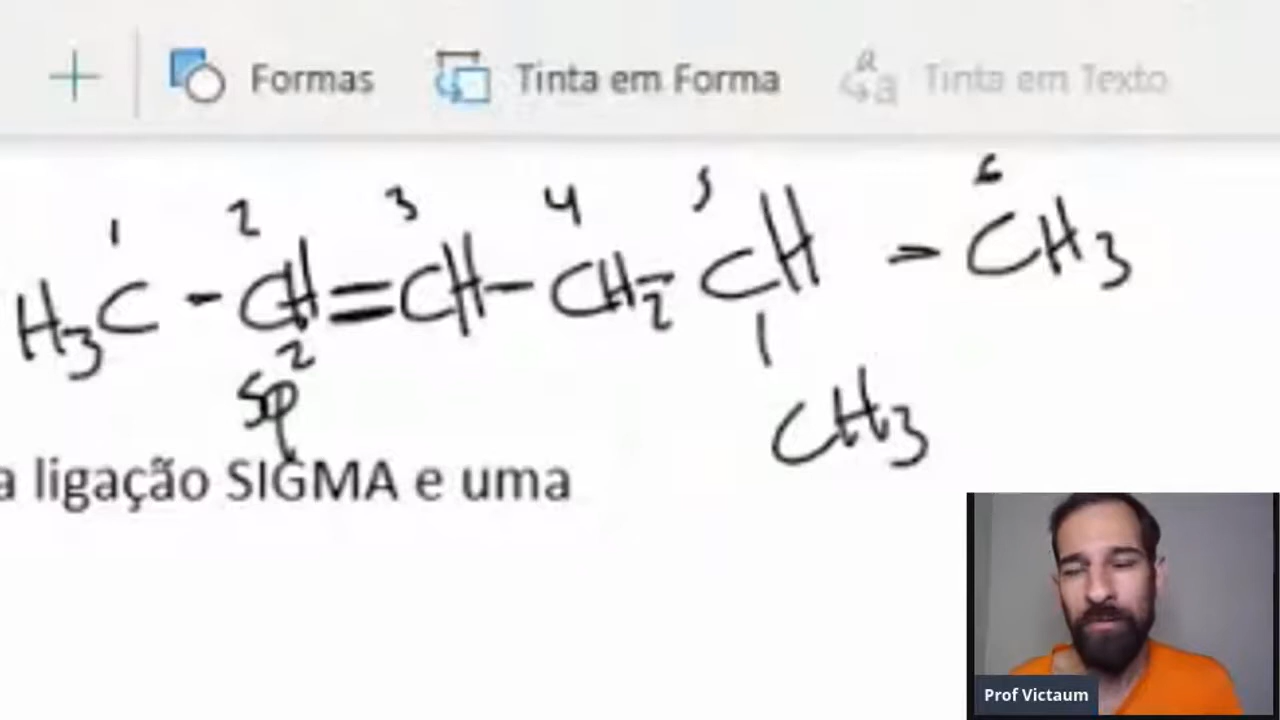 Formas Tinta em Forma Tinta em Texto
1 2 3 4 5 6
H3C - CH = CH - CH2 - CH - CH3
sp2 CH3
a ligação SIGMA e uma
Prof Victaum